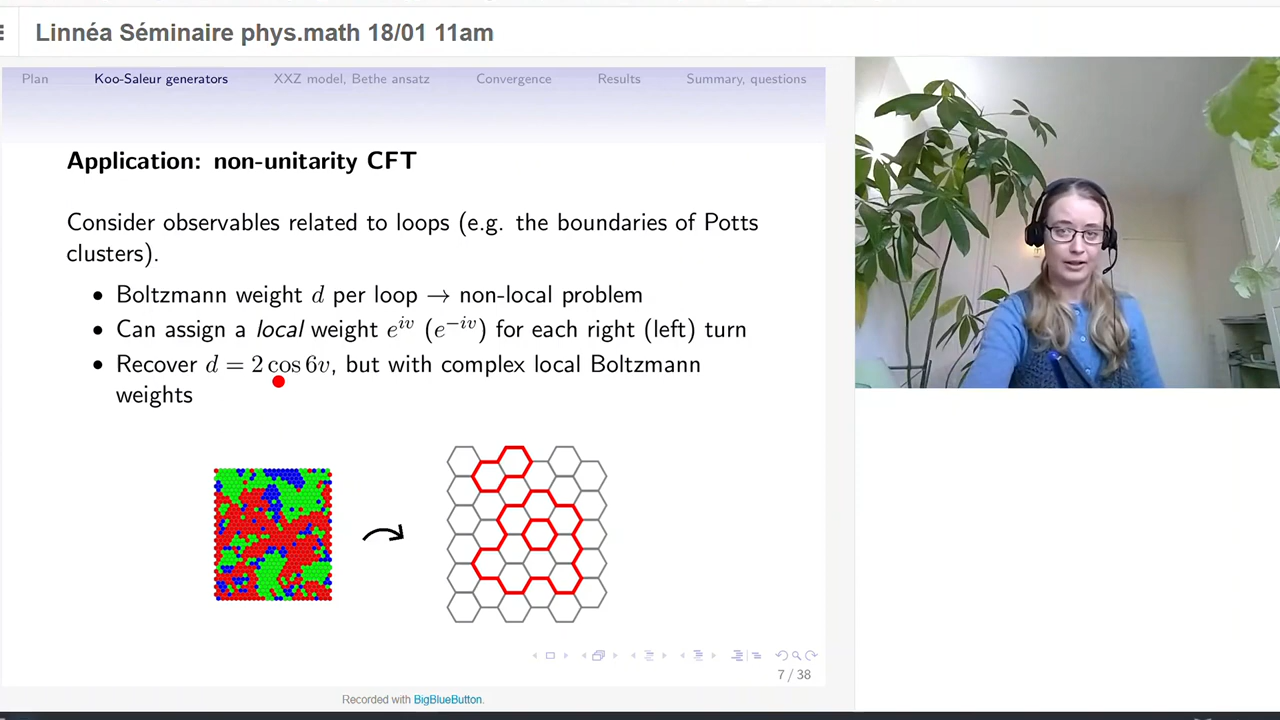 Linnéa Séminaire phys.math 18/01 11am
Plan Koo-Saleur generators XXZ model, Bethe ansatz Convergence Results Summary, questions
Application: non-unitarity CFT
Consider observables related to loops (e.g. the boundaries of Potts
clusters).
• Boltzmann weight d per loop → non-local problem
• Can assign a local weight e^{iv} (e^{-iv}) for each right (left) turn
• Recover d = 2 cos 6v, but with complex local Boltzmann
weights
7 / 38
Recorded with BigBlueButton.